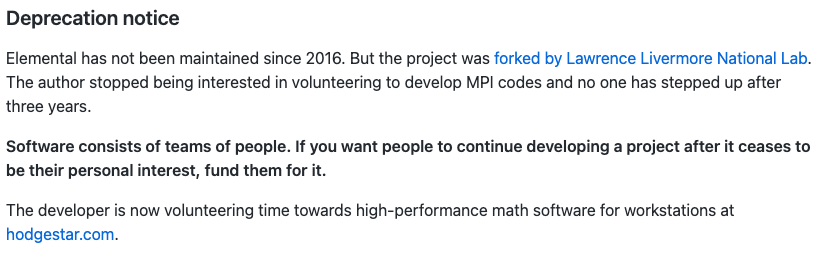 Deprecation notice
Elemental has not been maintained since 2016. But the project was forked by Lawrence Livermore National Lab.
The author stopped being interested in volunteering to develop MPI codes and no one has stepped up after
three years.
Software consists of teams of people. If you want people to continue developing a project after it ceases to
be their personal interest, fund them for it.
The developer is now volunteering time towards high-performance math software for workstations at
hodgestar.com.